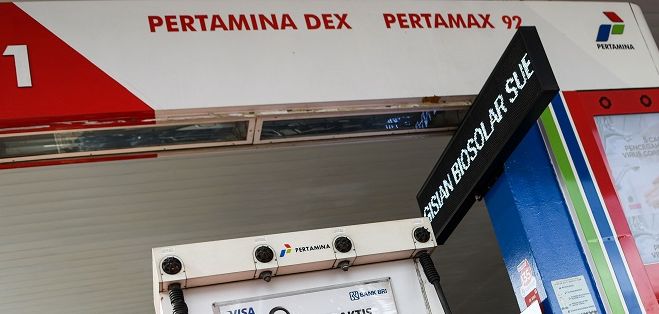 1
PERTAMINA DEX
PERTAMAX 92
PERTAMINA
GISIAN BIOSOLAR SUE
PERTAMINA
VISA
BANK BRI